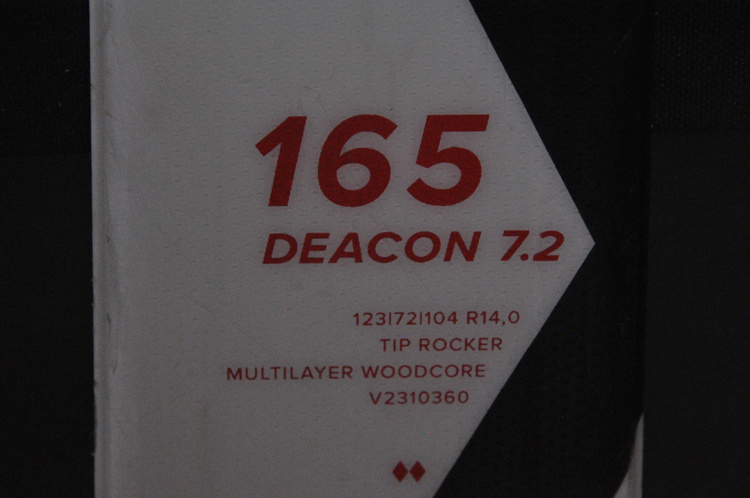 165
DEACON 7.2
123|72|104 R14,0
TIP ROCKER
MULTILAYER WOODCORE
V2310360